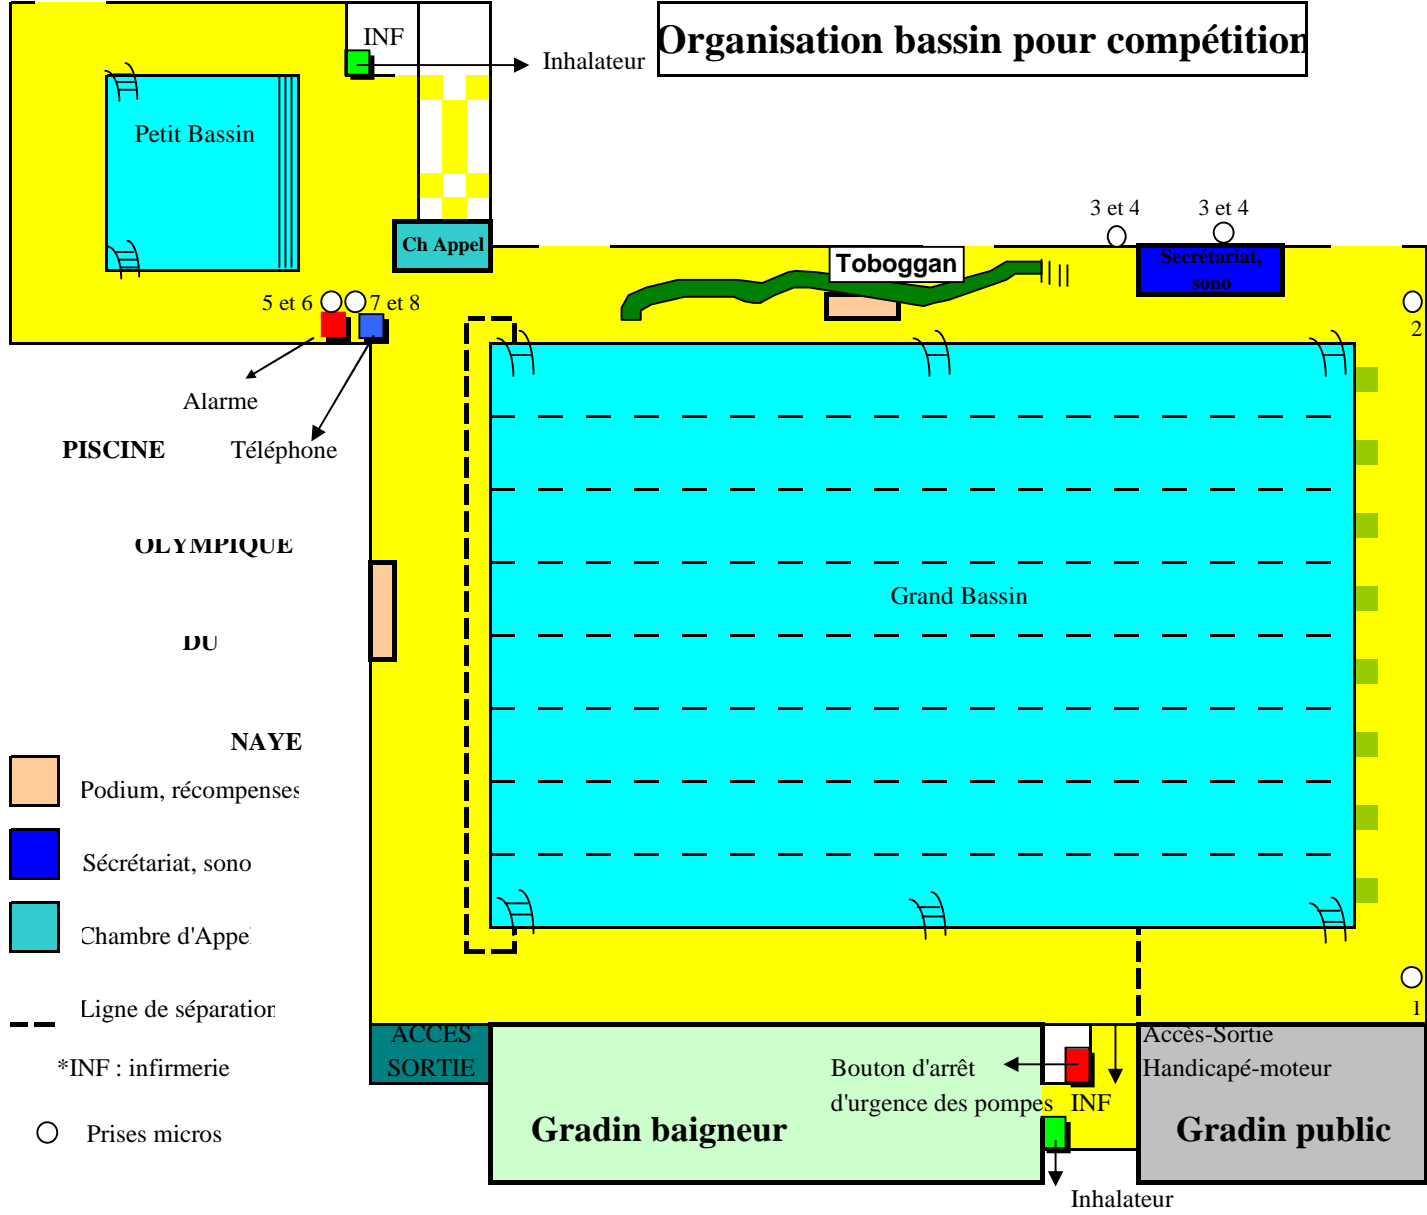 Organisation bassin pour compétition
INF
Inhalateur
Petit Bassin
3 et 4
3 et 4
Ch Appel
Toboggan
Secrétariat,
sono
5 et 6
7 et 8
2
Alarme
PISCINE
Téléphone
OLYMPIQUE
Grand Bassin
DU
NAYE
Podium, récompenses
Sécrétariat, sono
Chambre d'Appel
Ligne de séparation
1
ACCES
SORTIE
Accès-Sortie
Handicapé-moteur
*INF : infirmerie
Bouton d'arrêt
d'urgence des pompes
INF
Prises micros
Gradin baigneur
Gradin public
Inhalateur